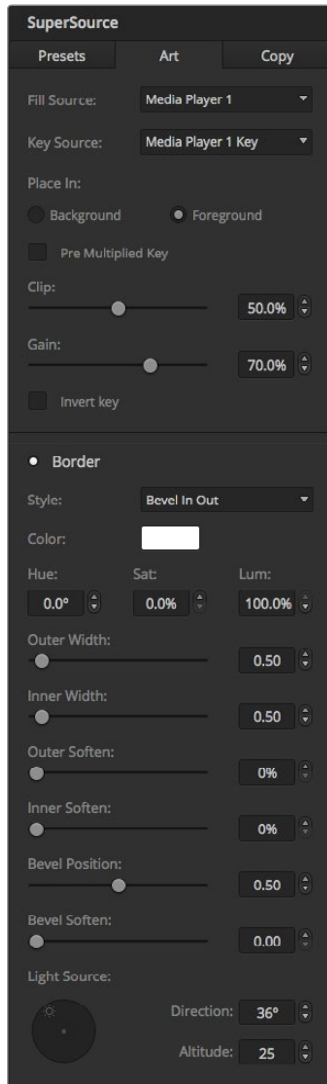 SuperSource
Presets Art Copy
Fill Source: Media Player 1
Key Source: Media Player 1 Key
Place In:
Background Foreground
Pre Multiplied Key
Clip:
50.0%
Gain:
70.0%
Invert key
Border
Style: Bevel In Out
Color:
Hue: Sat: Lum:
0.0° 0.0% 100.0%
Outer Width:
0.50
Inner Width:
0.50
Outer Soften:
0%
Inner Soften:
0%
Bevel Position:
0.50
Bevel Soften:
0.00
Light Source:
Direction: 36°
Altitude: 25